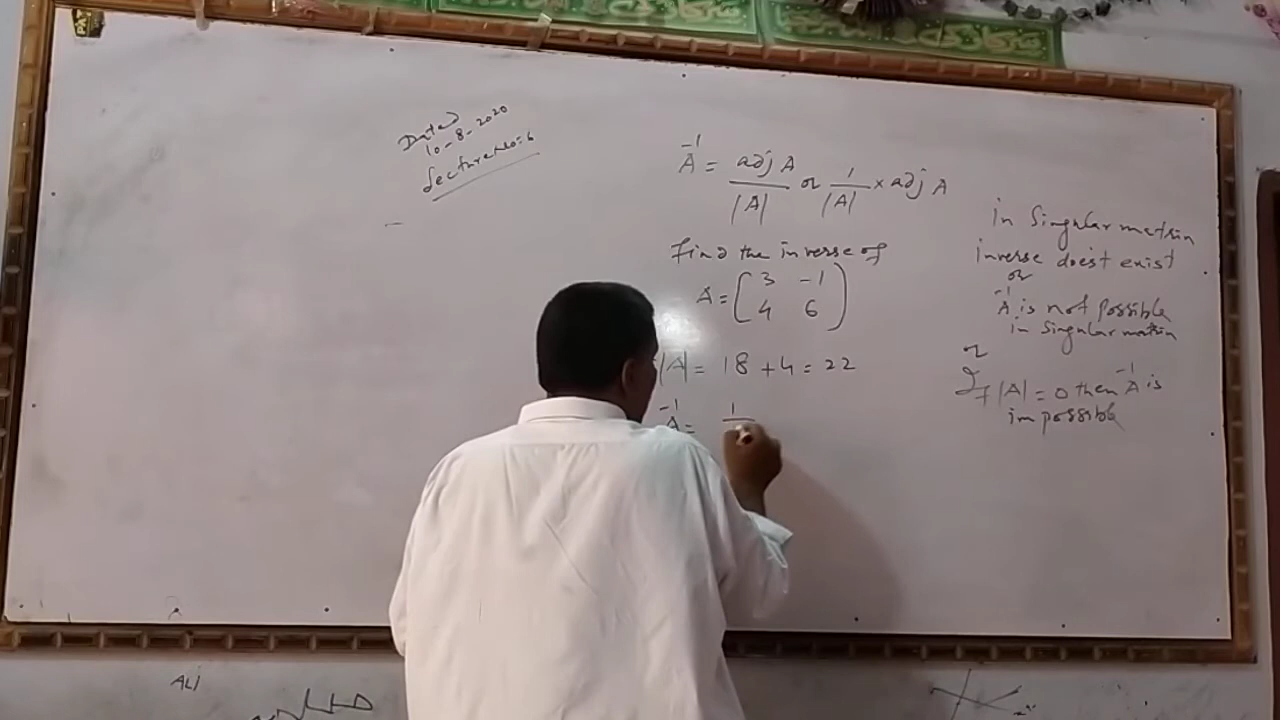 Dated
10-8-2020
Lecture No:6
A⁻¹ = adj A / |A| or 1/|A| × adj A
Find the inverse of
A = [3 -1
4 6]
|A| = 18 + 4 = 22
A⁻¹ = 1
in Singular matrix
inverse does't exist
or
A⁻¹ is not possible
in Singular matrix
or
If |A| = 0 then A⁻¹ is
impossible
ALI